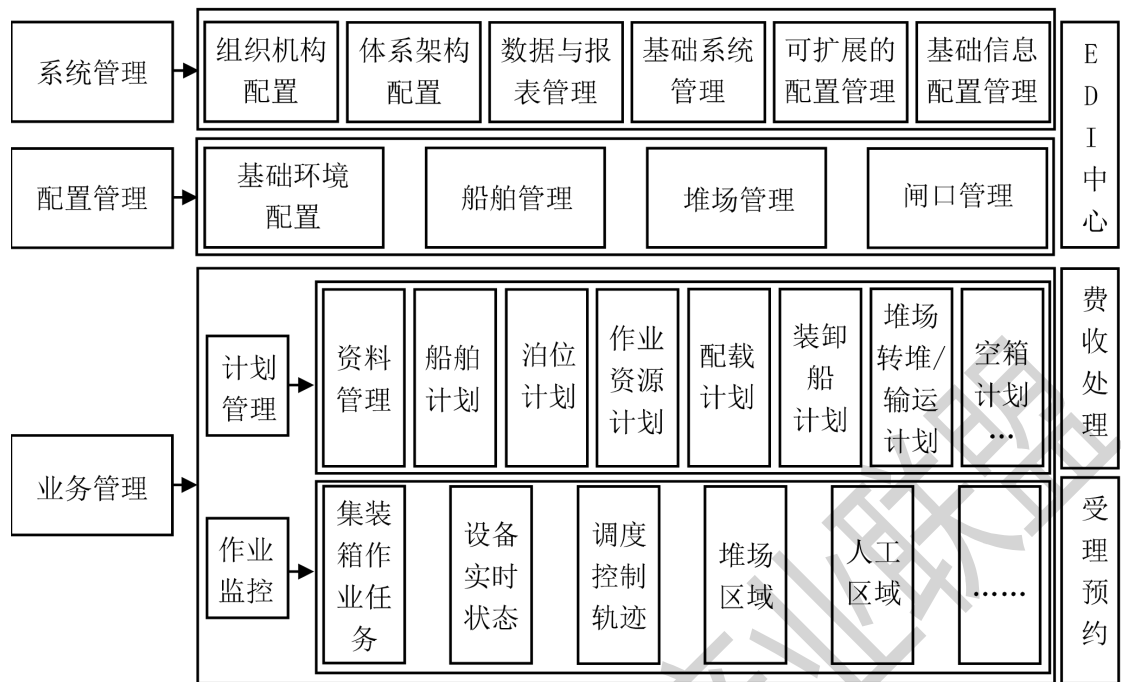 系统管理
组织机构
配置
体系架构
配置
数据与报
表管理
基础系统
管理
可扩展的
配置管理
基础信息
配置管理
E
D
I
中
心
配置管理
基础环境
配置
船舶管理
堆场管理
闸口管理
业务管理
计划
管理
资料
管理
船舶
计划
泊位
计划
作业
资源
计划
配载
计划
装卸
船
计划
堆场
转堆/
输运
计划
空箱
计划
...
费
收
处
理
作业
监控
集装
箱作
业任
务
设备
实时
状态
调度
控制
轨迹
堆场
区域
人工
区域
......
受
理
预
约
产业联盟